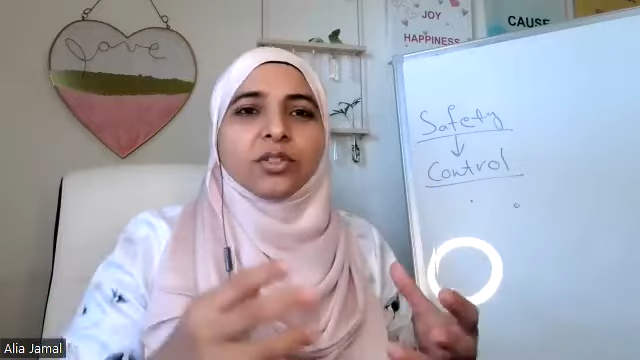 love
JOY
HAPPINESS
CAUSE
Safety
Control
Alia Jamal